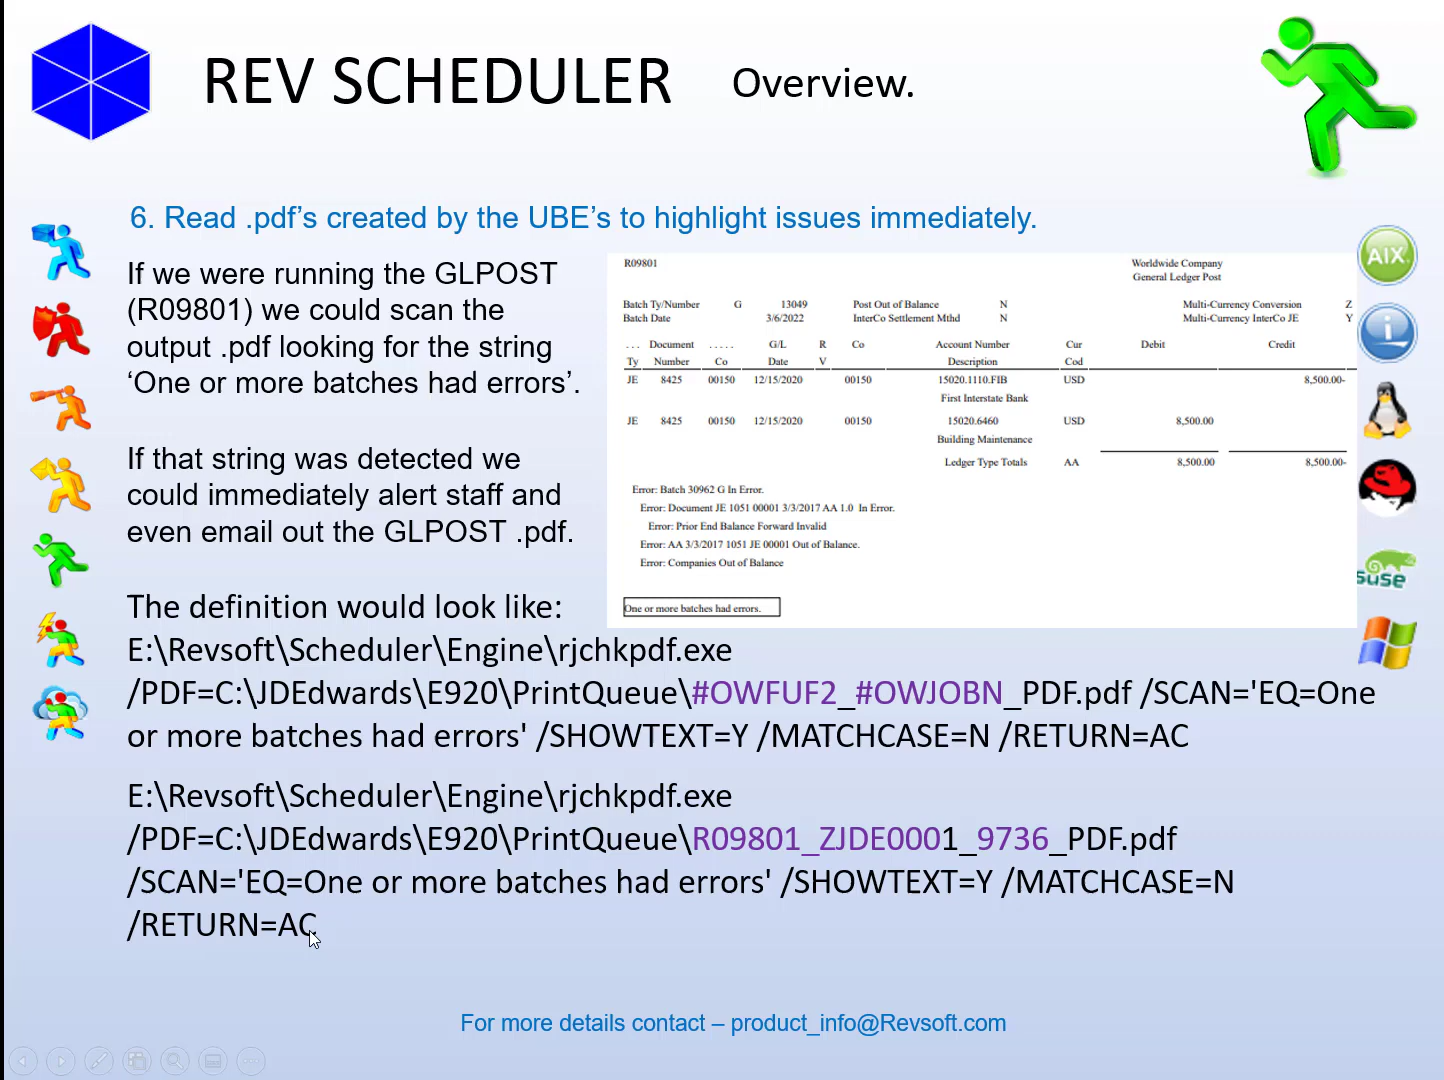 REV SCHEDULER Overview.
6. Read .pdf’s created by the UBE’s to highlight issues immediately.
If we were running the GLPOST
(R09801) we could scan the
output .pdf looking for the string
‘One or more batches had errors’.
If that string was detected we
could immediately alert staff and
even email out the GLPOST .pdf.
R09801 Worldwide Company
General Ledger Post
Batch Ty/Number G 13049 Post Out of Balance N Multi-Currency Conversion Z
Batch Date 3/6/2022 InterCo Settlement Mthd N Multi-Currency InterCo JE Y
. . . Document . . . . . G/L R Co Account Number Cur Debit Credit
Ty Number Co Date V Description Cod
JE 8425 00150 12/15/2020 00150 15020.1110.FIB USD 8,500.00-
First Interstate Bank
JE 8425 00150 12/15/2020 00150 15020.6460 USD 8,500.00
Building Maintenance
Ledger Type Totals AA 8,500.00 8,500.00-
Error: Batch 30962 G In Error.
Error: Document JE 1051 00001 3/3/2017 AA 1.0 In Error.
Error: Prior End Balance Forward Invalid
Error: AA 3/3/2017 1051 JE 00001 Out of Balance.
Error: Companies Out of Balance
One or more batches had errors.
The definition would look like:
E:\Revsoft\Scheduler\Engine\rjchkpdf.exe
/PDF=C:\JDEdwards\E920\PrintQueue\#OWFUF2_#OWJOBN_PDF.pdf /SCAN='EQ=One
or more batches had errors' /SHOWTEXT=Y /MATCHCASE=N /RETURN=AC
E:\Revsoft\Scheduler\Engine\rjchkpdf.exe
/PDF=C:\JDEdwards\E920\PrintQueue\R09801_ZJDE0001_9736_PDF.pdf
/SCAN='EQ=One or more batches had errors' /SHOWTEXT=Y /MATCHCASE=N
/RETURN=AC
AIX
i
SUSE
For more details contact – product_info@Revsoft.com